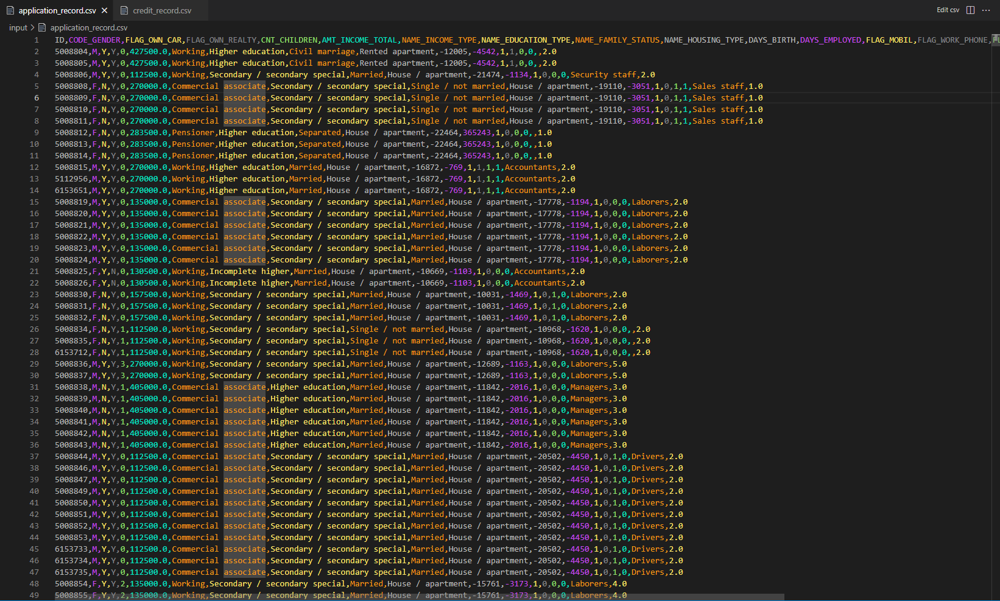 application_record.csv
credit_record.csv
Edit csv
input
application_record.csv
1 ID,CODE_GENDER,FLAG_OWN_CAR,FLAG_OWN_REALTY,CNT_CHILDREN,AMT_INCOME_TOTAL,NAME_INCOME_TYPE,NAME_EDUCATION_TYPE,NAME_FAMILY_STATUS,NAME_HOUSING_TYPE,DAYS_BIRTH,DAYS_EMPLOYED,FLAG_MOBIL,FLAG_WORK_PHONE,
2 5008804,M,Y,Y,0,427500.0,Working,Higher education,Civil marriage,Rented apartment,-12005,-4542,1,1,0,0,,2.0
3 5008805,M,Y,Y,0,427500.0,Working,Higher education,Civil marriage,Rented apartment,-12005,-4542,1,1,0,0,,2.0
4 5008806,M,Y,Y,0,112500.0,Working,Secondary / secondary special,Married,House / apartment,-21474,-1134,1,0,0,0,Security staff,2.0
5 5008808,F,N,Y,0,270000.0,Commercial associate,Secondary / secondary special,Single / not married,House / apartment,-19110,-3051,1,0,1,1,Sales staff,1.0
6 5008809,F,N,Y,0,270000.0,Commercial associate,Secondary / secondary special,Single / not married,House / apartment,-19110,-3051,1,0,1,1,Sales staff,1.0
7 5008810,F,N,Y,0,270000.0,Commercial associate,Secondary / secondary special,Single / not married,House / apartment,-19110,-3051,1,0,1,1,Sales staff,1.0
8 5008811,F,N,Y,0,270000.0,Commercial associate,Secondary / secondary special,Single / not married,House / apartment,-19110,-3051,1,0,1,1,Sales staff,1.0
9 5008812,F,N,Y,0,283500.0,Pensioner,Higher education,Separated,House / apartment,-22464,365243,1,0,0,0,,1.0
10 5008813,F,N,Y,0,283500.0,Pensioner,Higher education,Separated,House / apartment,-22464,365243,1,0,0,0,,1.0
11 5008814,F,N,Y,0,283500.0,Pensioner,Higher education,Separated,House / apartment,-22464,365243,1,0,0,0,,1.0
12 5008815,M,Y,Y,0,270000.0,Working,Higher education,Married,House / apartment,-16872,-769,1,1,1,1,Accountants,2.0
13 5112956,M,Y,Y,0,270000.0,Working,Higher education,Married,House / apartment,-16872,-769,1,1,1,1,Accountants,2.0
14 6153651,M,Y,Y,0,270000.0,Working,Higher education,Married,House / apartment,-16872,-769,1,1,1,1,Accountants,2.0
15 5008819,M,Y,Y,0,135000.0,Commercial associate,Secondary / secondary special,Married,House / apartment,-17778,-1194,1,0,0,0,Laborers,2.0
16 5008820,M,Y,Y,0,135000.0,Commercial associate,Secondary / secondary special,Married,House / apartment,-17778,-1194,1,0,0,0,Laborers,2.0
17 5008821,M,Y,Y,0,135000.0,Commercial associate,Secondary / secondary special,Married,House / apartment,-17778,-1194,1,0,0,0,Laborers,2.0
18 5008822,M,Y,Y,0,135000.0,Commercial associate,Secondary / secondary special,Married,House / apartment,-17778,-1194,1,0,0,0,Laborers,2.0
19 5008823,M,Y,Y,0,135000.0,Commercial associate,Secondary / secondary special,Married,House / apartment,-17778,-1194,1,0,0,0,Laborers,2.0
20 5008824,M,Y,Y,0,135000.0,Commercial associate,Secondary / secondary special,Married,House / apartment,-17778,-1194,1,0,0,0,Laborers,2.0
21 5008825,F,Y,N,0,130500.0,Working,Incomplete higher,Married,House / apartment,-10669,-1103,1,0,0,0,Accountants,2.0
22 5008826,F,Y,N,0,130500.0,Working,Incomplete higher,Married,House / apartment,-10669,-1103,1,0,0,0,Accountants,2.0
23 5008830,F,N,Y,0,157500.0,Working,Secondary / secondary special,Married,House / apartment,-10031,-1469,1,0,1,0,Laborers,2.0
24 5008831,F,N,Y,0,157500.0,Working,Secondary / secondary special,Married,House / apartment,-10031,-1469,1,0,1,0,Laborers,2.0
25 5008832,F,N,Y,0,157500.0,Working,Secondary / secondary special,Married,House / apartment,-10031,-1469,1,0,1,0,Laborers,2.0
26 5008834,F,N,Y,1,112500.0,Working,Secondary / secondary special,Single / not married,House / apartment,-10968,-1620,1,0,0,0,,2.0
27 5008835,F,N,Y,1,112500.0,Working,Secondary / secondary special,Single / not married,House / apartment,-10968,-1620,1,0,0,0,,2.0
28 6153712,F,N,Y,1,112500.0,Working,Secondary / secondary special,Single / not married,House / apartment,-10968,-1620,1,0,0,0,,2.0
29 5008836,M,Y,Y,3,270000.0,Working,Secondary / secondary special,Married,House / apartment,-12689,-1163,1,0,0,0,Laborers,5.0
30 5008837,M,Y,Y,3,270000.0,Working,Secondary / secondary special,Married,House / apartment,-12689,-1163,1,0,0,0,Laborers,5.0
31 5008838,M,N,Y,1,405000.0,Commercial associate,Higher education,Married,House / apartment,-11842,-2016,1,0,0,0,Managers,3.0
32 5008839,M,N,Y,1,405000.0,Commercial associate,Higher education,Married,House / apartment,-11842,-2016,1,0,0,0,Managers,3.0
33 5008840,M,N,Y,1,405000.0,Commercial associate,Higher education,Married,House / apartment,-11842,-2016,1,0,0,0,Managers,3.0
34 5008841,M,N,Y,1,405000.0,Commercial associate,Higher education,Married,House / apartment,-11842,-2016,1,0,0,0,Managers,3.0
35 5008842,M,N,Y,1,405000.0,Commercial associate,Higher education,Married,House / apartment,-11842,-2016,1,0,0,0,Managers,3.0
36 5008843,M,N,Y,1,405000.0,Commercial associate,Higher education,Married,House / apartment,-11842,-2016,1,0,0,0,Managers,3.0
37 5008844,M,Y,Y,0,112500.0,Commercial associate,Secondary / secondary special,Married,House / apartment,-20502,-4450,1,0,1,0,Drivers,2.0
38 5008846,M,Y,Y,0,112500.0,Commercial associate,Secondary / secondary special,Married,House / apartment,-20502,-4450,1,0,1,0,Drivers,2.0
39 5008847,M,Y,Y,0,112500.0,Commercial associate,Secondary / secondary special,Married,House / apartment,-20502,-4450,1,0,1,0,Drivers,2.0
40 5008849,M,Y,Y,0,112500.0,Commercial associate,Secondary / secondary special,Married,House / apartment,-20502,-4450,1,0,1,0,Drivers,2.0
41 5008850,M,Y,Y,0,112500.0,Commercial associate,Secondary / secondary special,Married,House / apartment,-20502,-4450,1,0,1,0,Drivers,2.0
42 5008851,M,Y,Y,0,112500.0,Commercial associate,Secondary / secondary special,Married,House / apartment,-20502,-4450,1,0,1,0,Drivers,2.0
43 5008852,M,Y,Y,0,112500.0,Commercial associate,Secondary / secondary special,Married,House / apartment,-20502,-4450,1,0,1,0,Drivers,2.0
44 5008853,M,Y,Y,0,112500.0,Commercial associate,Secondary / secondary special,Married,House / apartment,-20502,-4450,1,0,1,0,Drivers,2.0
45 6153733,M,Y,Y,0,112500.0,Commercial associate,Secondary / secondary special,Married,House / apartment,-20502,-4450,1,0,1,0,Drivers,2.0
46 6153734,M,Y,Y,0,112500.0,Commercial associate,Secondary / secondary special,Married,House / apartment,-20502,-4450,1,0,1,0,Drivers,2.0
47 6153735,M,Y,Y,0,112500.0,Commercial associate,Secondary / secondary special,Married,House / apartment,-20502,-4450,1,0,1,0,Drivers,2.0
48 5008854,F,Y,Y,2,135000.0,Working,Secondary / secondary special,Married,House / apartment,-15761,-3173,1,0,0,0,Laborers,4.0
49 5008855,F,Y,Y,2,135000.0,Working,Secondary / secondary special,Married,House / apartment,-15761,-3173,1,0,0,0,Laborers,4.0